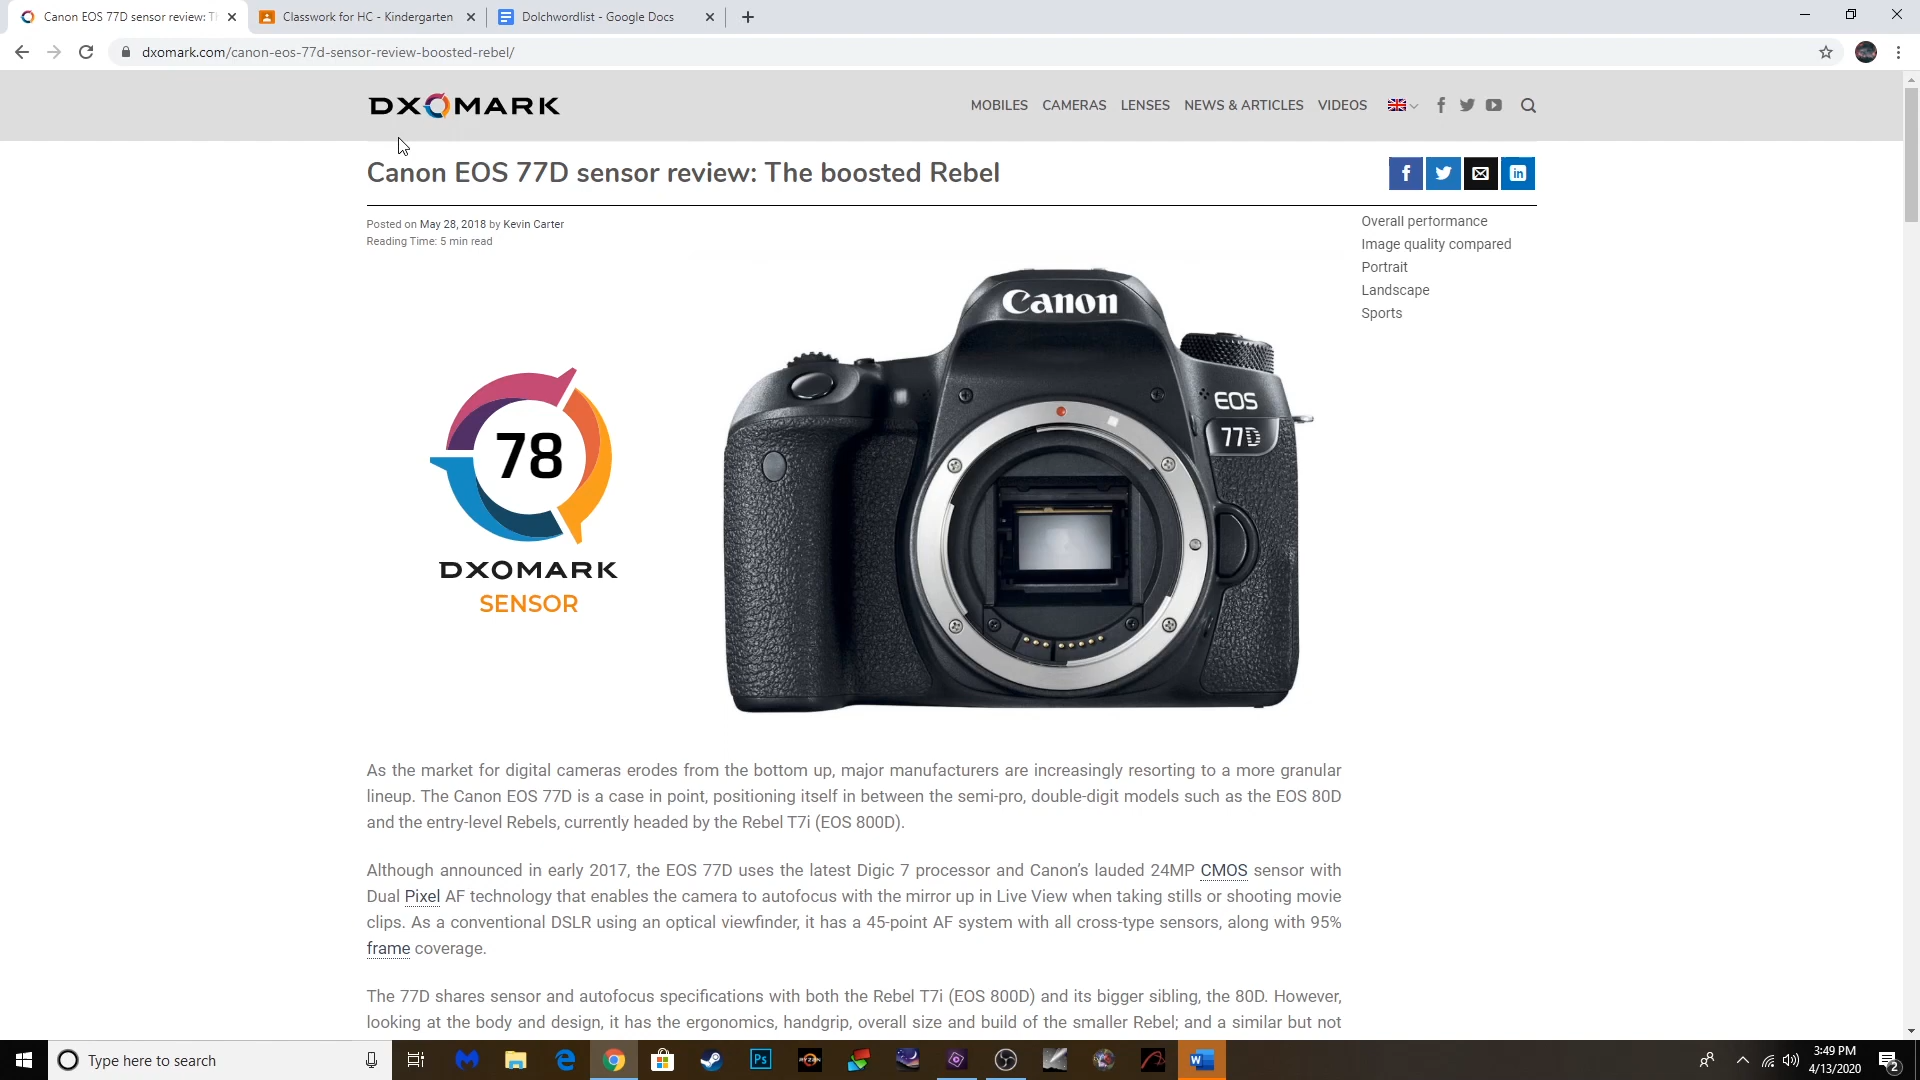 Canon EOS 77D sensor review: Th
Classwork for HC - Kindergarten
Dolchwordlist - Google Docs
dxomark.com/canon-eos-77d-sensor-review-boosted-rebel/
DXOMARK
MOBILES CAMERAS LENSES NEWS & ARTICLES VIDEOS
Canon EOS 77D sensor review: The boosted Rebel
Posted on May 28, 2018 by Kevin Carter
Reading Time: 5 min read
Overall performance
Image quality compared
Portrait
Landscape
Sports
Canon
EOS
77D
78
DXOMARK
SENSOR
As the market for digital cameras erodes from the bottom up, major manufacturers are increasingly resorting to a more granular
lineup. The Canon EOS 77D is a case in point, positioning itself in between the semi-pro, double-digit models such as the EOS 80D
and the entry-level Rebels, currently headed by the Rebel T7i (EOS 800D).
Although announced in early 2017, the EOS 77D uses the latest Digic 7 processor and Canon’s lauded 24MP CMOS sensor with
Dual Pixel AF technology that enables the camera to autofocus with the mirror up in Live View when taking stills or shooting movie
clips. As a conventional DSLR using an optical viewfinder, it has a 45-point AF system with all cross-type sensors, along with 95%
frame coverage.
The 77D shares sensor and autofocus specifications with both the Rebel T7i (EOS 800D) and its bigger sibling, the 80D. However,
looking at the body and design, it has the ergonomics, handgrip, overall size and build of the smaller Rebel; and a similar but not
Type here to search
Ps
RYZEN
W
3:49 PM
4/13/2020
2